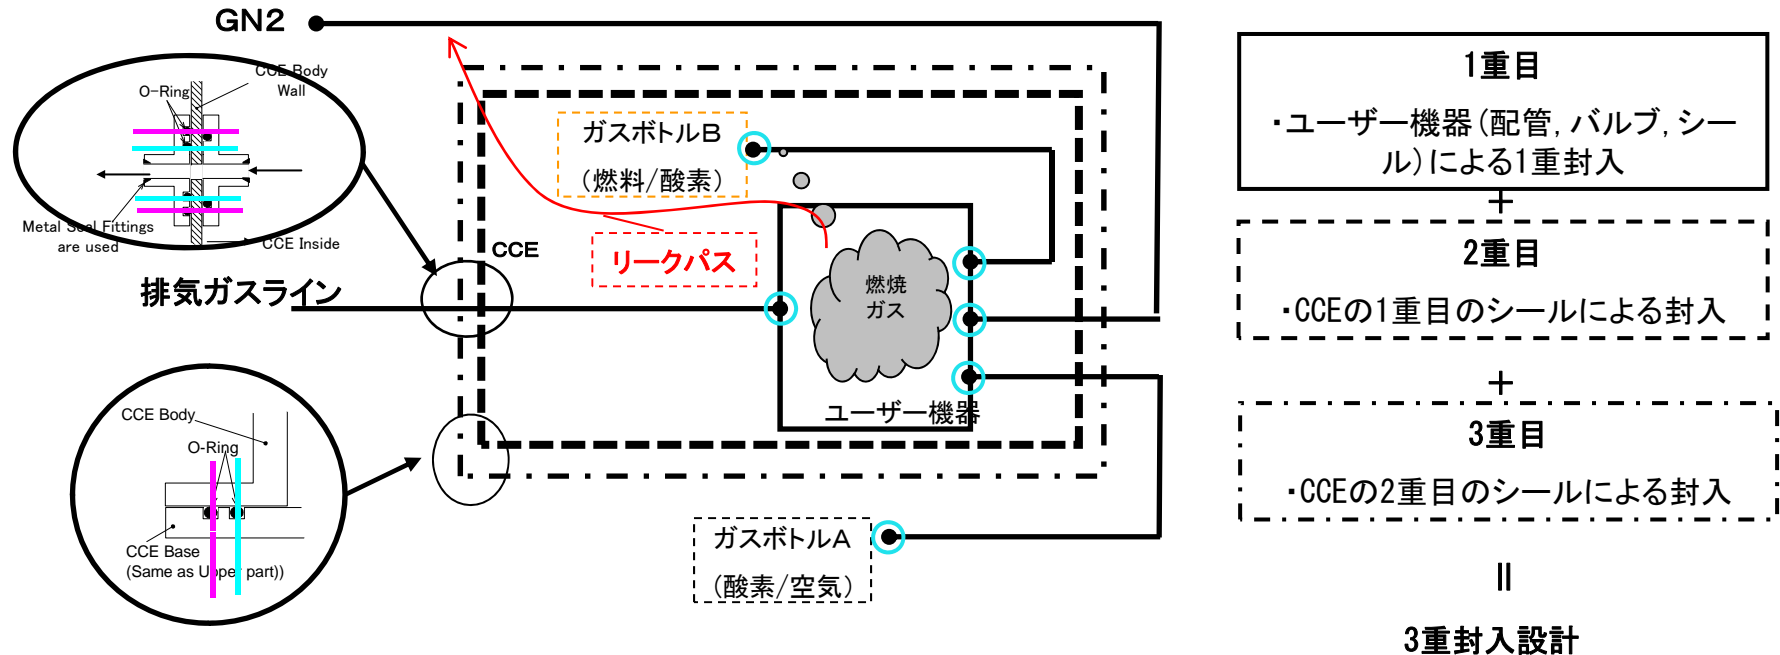 GN2
CCE Body
Wall
O-Ring
Metal Seal Fittings
are used
CCE Inside
排気ガスライン
CCE
ガスボトルB
(燃料/酸素)
リークパス
燃焼
ガス
ユーザー機器
CCE Body
O-Ring
CCE Base
(Same as Upper part))
ガスボトルA
(酸素/空気)
1重目
・ユーザー機器(配管, バルブ, シー
ル)による1重封入
+
2重目
・CCEの1重目のシールによる封入
+
3重目
・CCEの2重目のシールによる封入
||
3重封入設計